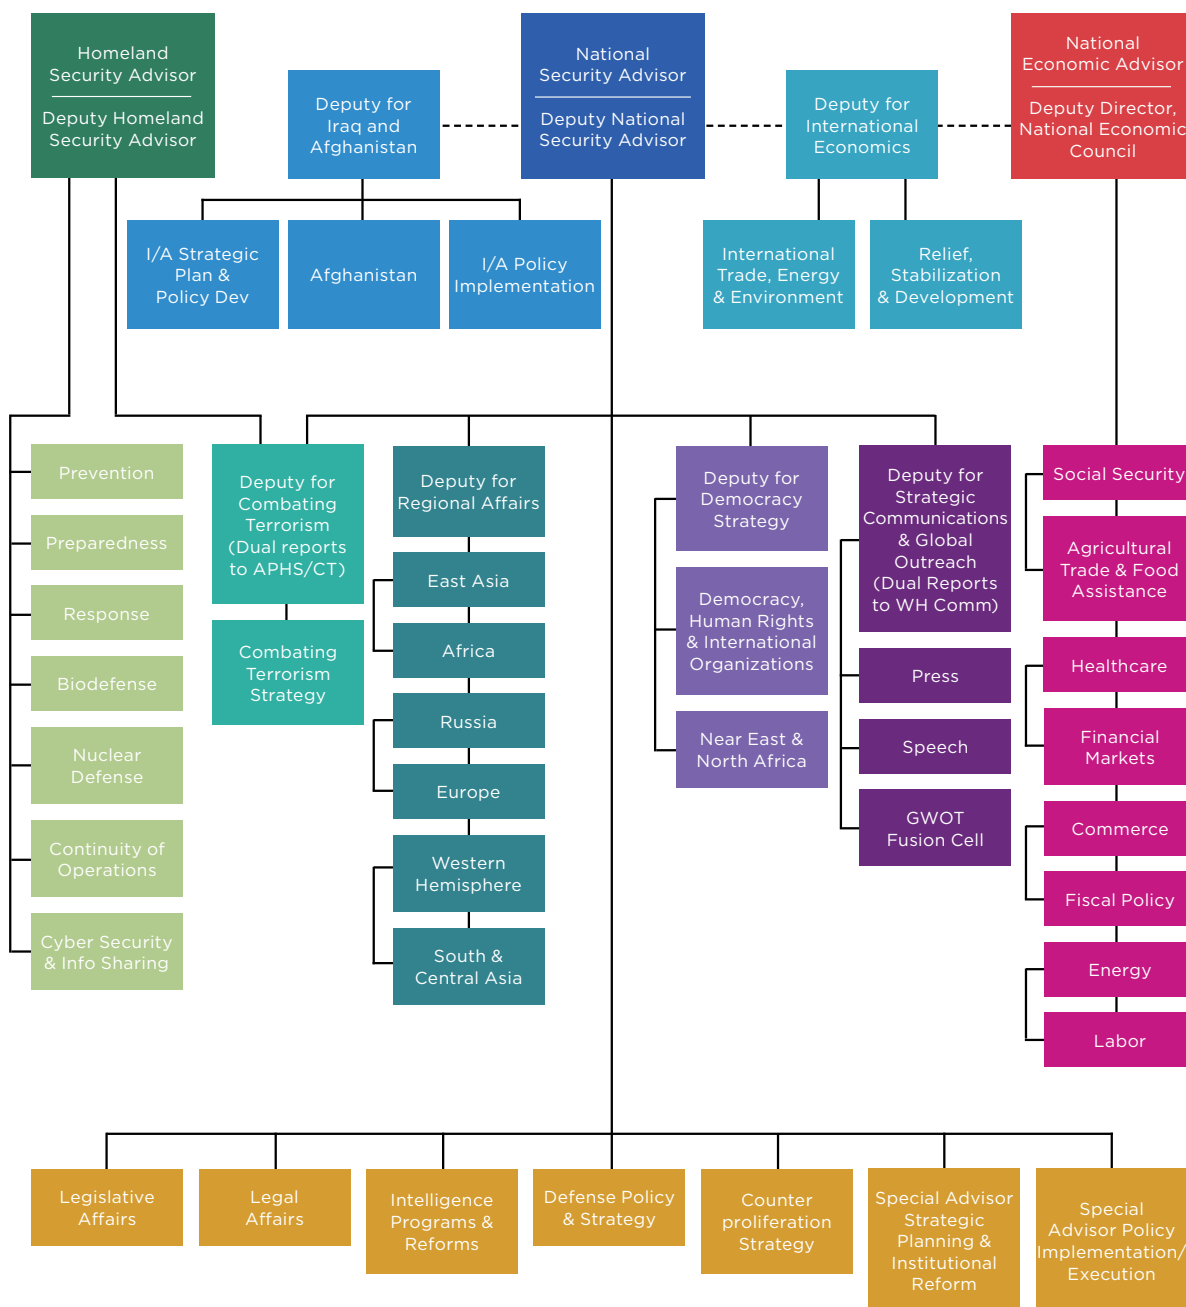 Homeland
Security Advisor
Deputy Homeland
Security Advisor
Deputy for
Iraq and
Afghanistan
National
Security Advisor
Deputy National
Security Advisor
Deputy for
International
Economics
National
Economic Advisor
Deputy Director,
National Economic
Council
I/A Strategic
Plan &
Policy Dev
Afghanistan
I/A Policy
Implementation
International
Trade, Energy
& Environment
Relief,
Stabilization
& Development
Prevention
Preparedness
Response
Biodefense
Nuclear
Defense
Continuity of
Operations
Cyber Security
& Info Sharing
Deputy for
Combating
Terrorism
(Dual reports
to APHS/CT)
Combating
Terrorism
Strategy
Deputy for
Regional Affairs
East Asia
Africa
Russia
Europe
Western
Hemisphere
South &
Central Asia
Deputy for
Democracy
Strategy
Democracy,
Human Rights
& International
Organizations
Near East &
North Africa
Deputy for
Strategic
Communications
& Global
Outreach
(Dual Reports
to WH Comm)
Press
Speech
GWOT
Fusion Cell
Social Security
Agricultural
Trade & Food
Assistance
Healthcare
Financial
Markets
Commerce
Fiscal Policy
Energy
Labor
Legislative
Affairs
Legal
Affairs
Intelligence
Programs &
Reforms
Defense Policy
& Strategy
Counter
proliferation
Strategy
Special Advisor
Strategic
Planning &
Institutional
Reform
Special
Advisor Policy
Implementation/
Execution